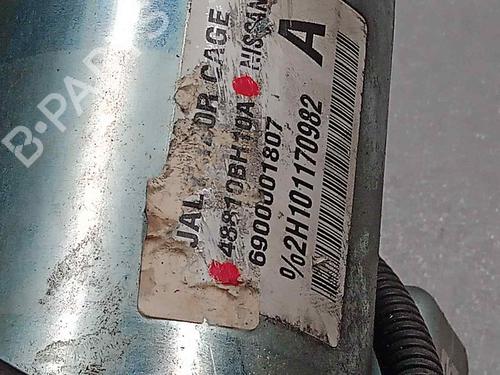 B-PARTS
JAL OR CAGE
48810BH10A NISSAN
6900001807
A
%2H101170982